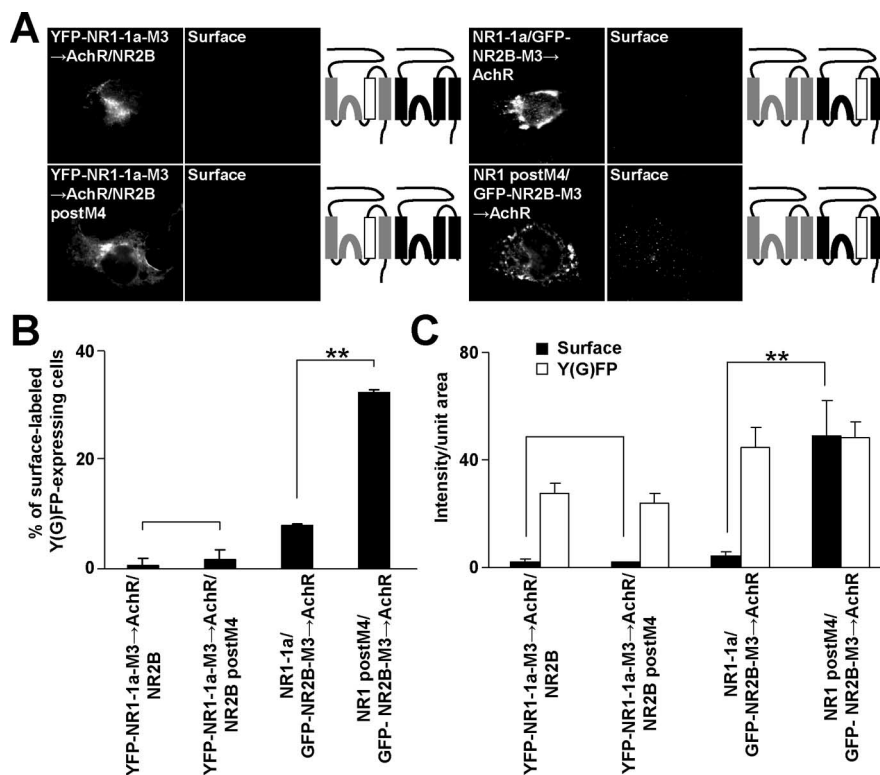 A
YFP-NR1-1a-M3
→AchR/NR2B
Surface
NR1-1a/GFP-
NR2B-M3→
AchR
Surface
YFP-NR1-1a-M3
→AchR/NR2B
postM4
Surface
NR1 postM4/
GFP-NR2B-M3
→AchR
Surface
B
% of surface-labeled
Y(G)FP-expressing cells
40
20
0
**
YFP-NR1-1a-M3→AchR/
NR2B
YFP-NR1-1a-M3→AchR/
NR2B postM4
NR1-1a/
GFP-NR2B-M3→AchR
NR1 postM4/
GFP- NR2B-M3→AchR
C
Intensity/unit area
80
40
0
Surface
Y(G)FP
**
YFP-NR1-1a-M3→AchR/
NR2B
YFP-NR1-1a-M3→AchR/
NR2B postM4
NR1-1a/
GFP-NR2B-M3→AchR
NR1 postM4/
GFP- NR2B-M3→AchR